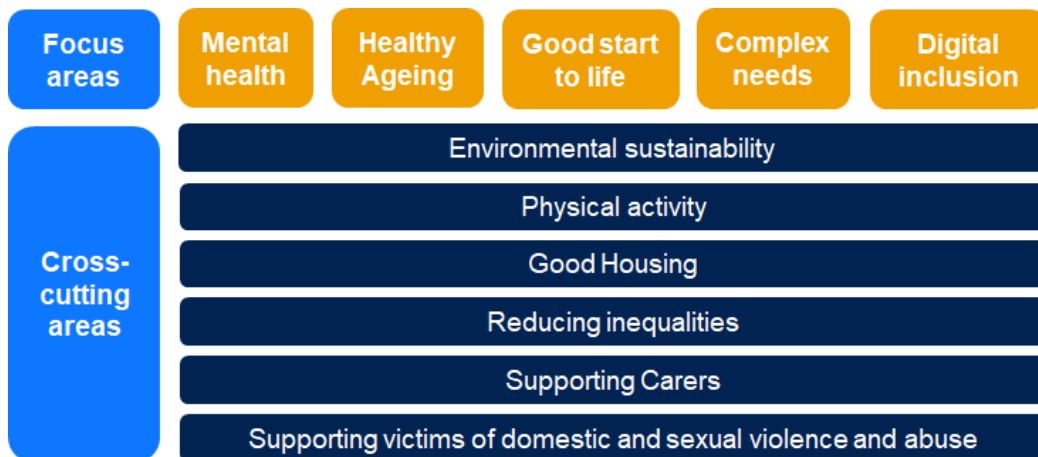 Focus
areas
Mental
health
Healthy
Ageing
Good start
to life
Complex
needs
Digital
inclusion
Cross-
cutting
areas
Environmental sustainability
Physical activity
Good Housing
Reducing inequalities
Supporting Carers
Supporting victims of domestic and sexual violence and abuse